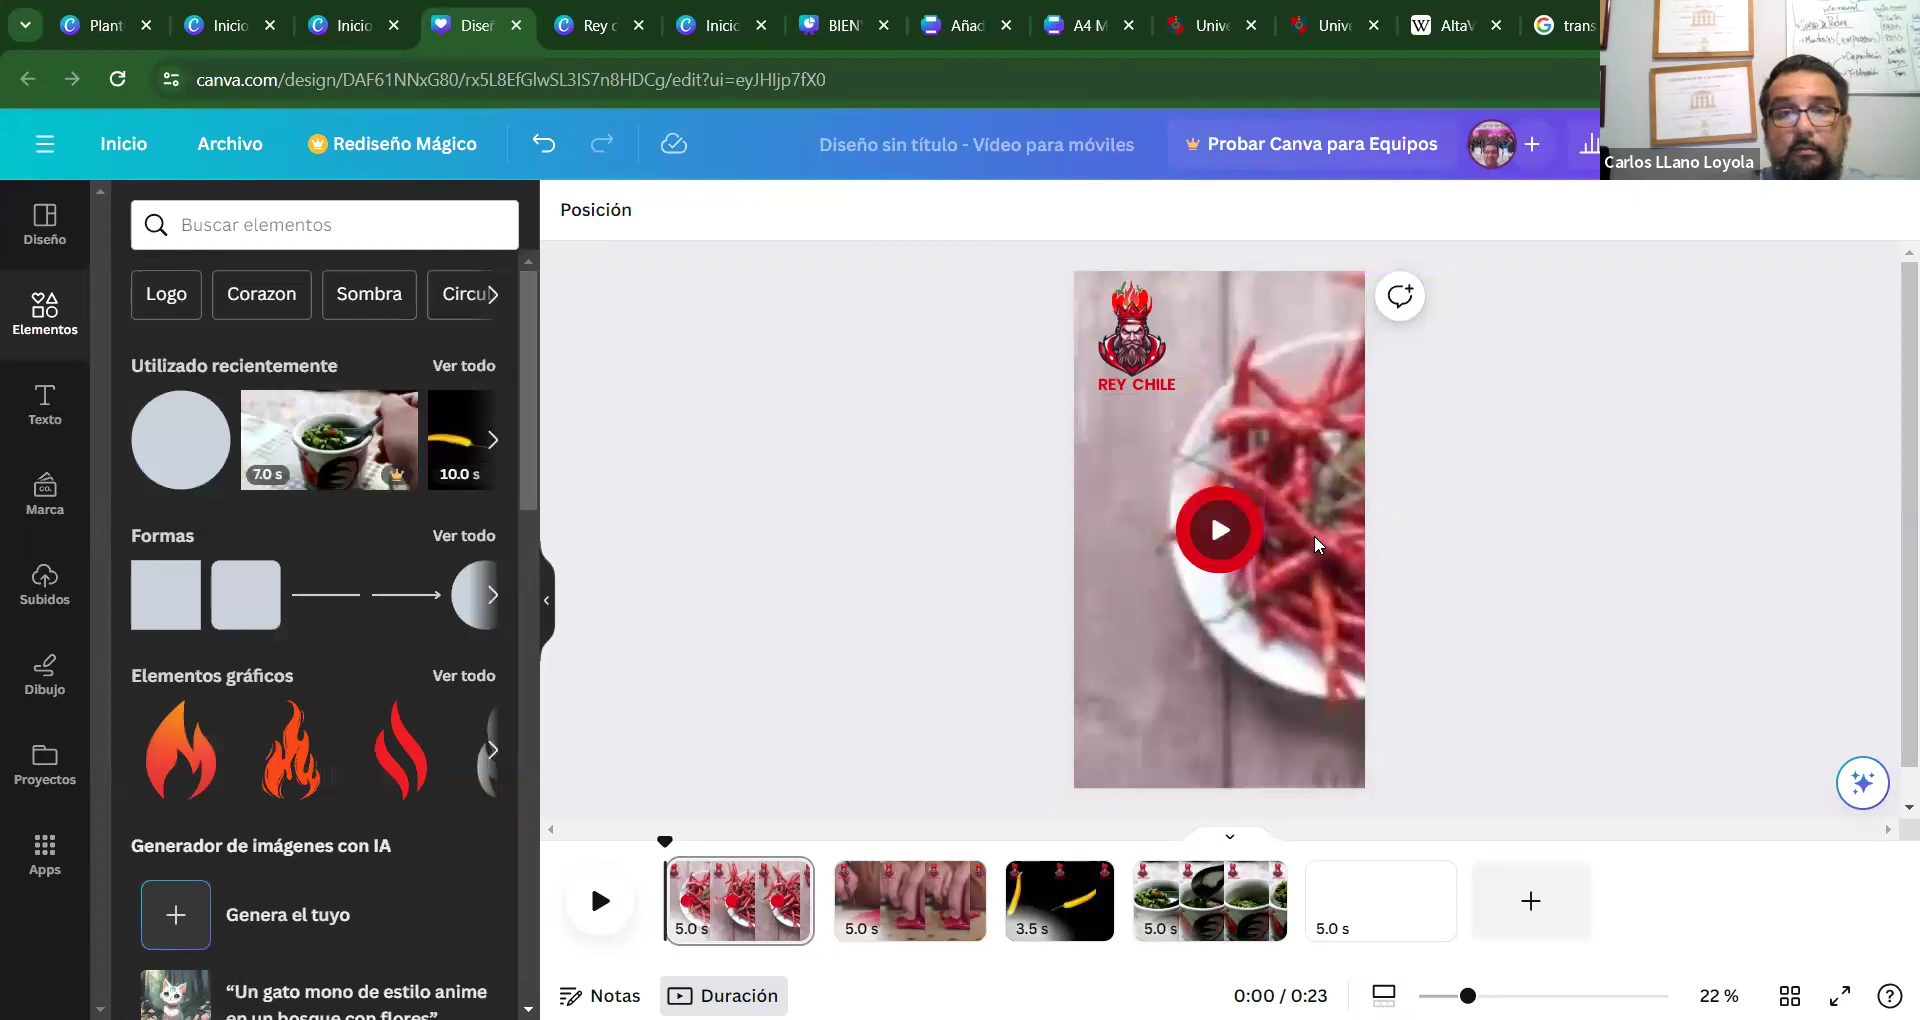 Plant
Inicio
Inicio
Diseñ
Rey c
Inicio
BIEN
Añad
A4 M
Unive
Unive
AltaV
trans
canva.com/design/DAF61NNxG80/rx5L8EfGlwSL3IS7n8HDCg/edit?ui=eyJHIjp7fX0
Inicio
Archivo
Rediseño Mágico
Diseño sin título - Vídeo para móviles
Probar Canva para Equipos
Carlos LLano Loyola
Diseño
Elementos
Texto
Marca
Subidos
Dibujo
Proyectos
Apps
Buscar elementos
Logo
Corazon
Sombra
Circul
Utilizado recientemente
Ver todo
7.0 s
10.0 s
Formas
Ver todo
Elementos gráficos
Ver todo
Generador de imágenes con IA
Genera el tuyo
“Un gato mono de estilo anime
en un bosque con flores”
Posición
REY CHILE
5.0 s
5.0 s
3.5 s
5.0 s
5.0 s
Notas
Duración
0:00 / 0:23
22 %